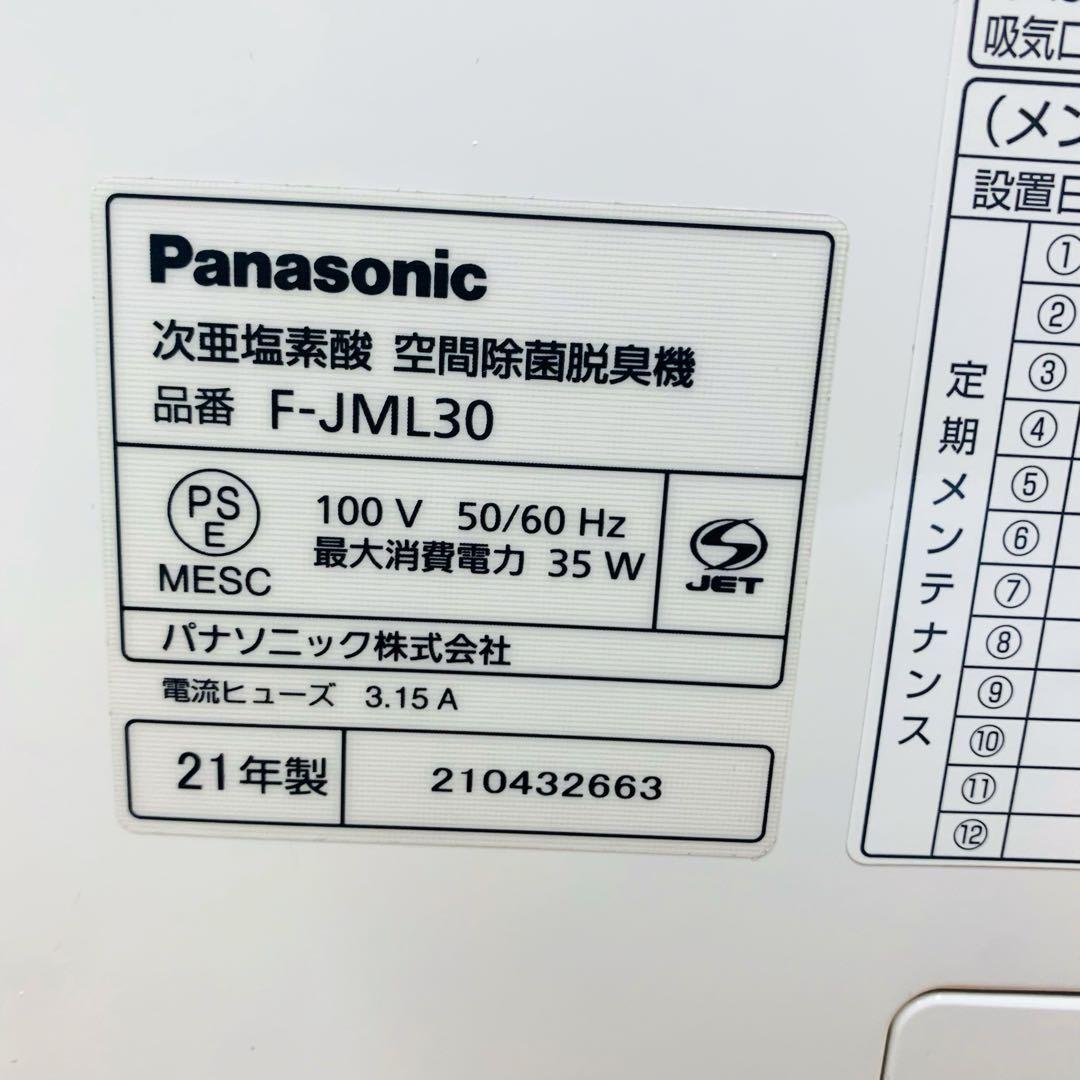 Panasonic
次亜塩素酸 空間除菌脱臭機
品番 F-JML30
PS
E
MESC
100 V 50/60 Hz
最大消費電力 35 W
JET
パナソニック株式会社
電流ヒューズ 3.15 A
21年製
210432663
吸気口
(メン
設置日
定期メンテナンス
①
②
③
④
⑤
⑥
⑦
⑧
⑨
⑩
⑪
⑫